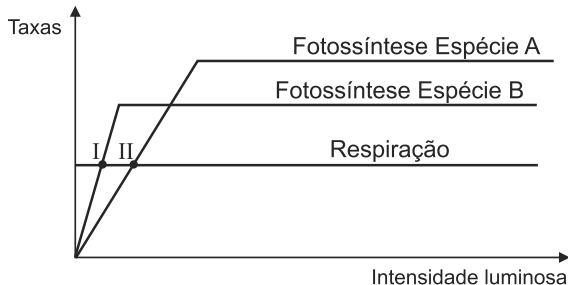 Taxas
Fotossíntese Espécie A
Fotossíntese Espécie B
I II
Respiração
Intensidade luminosa